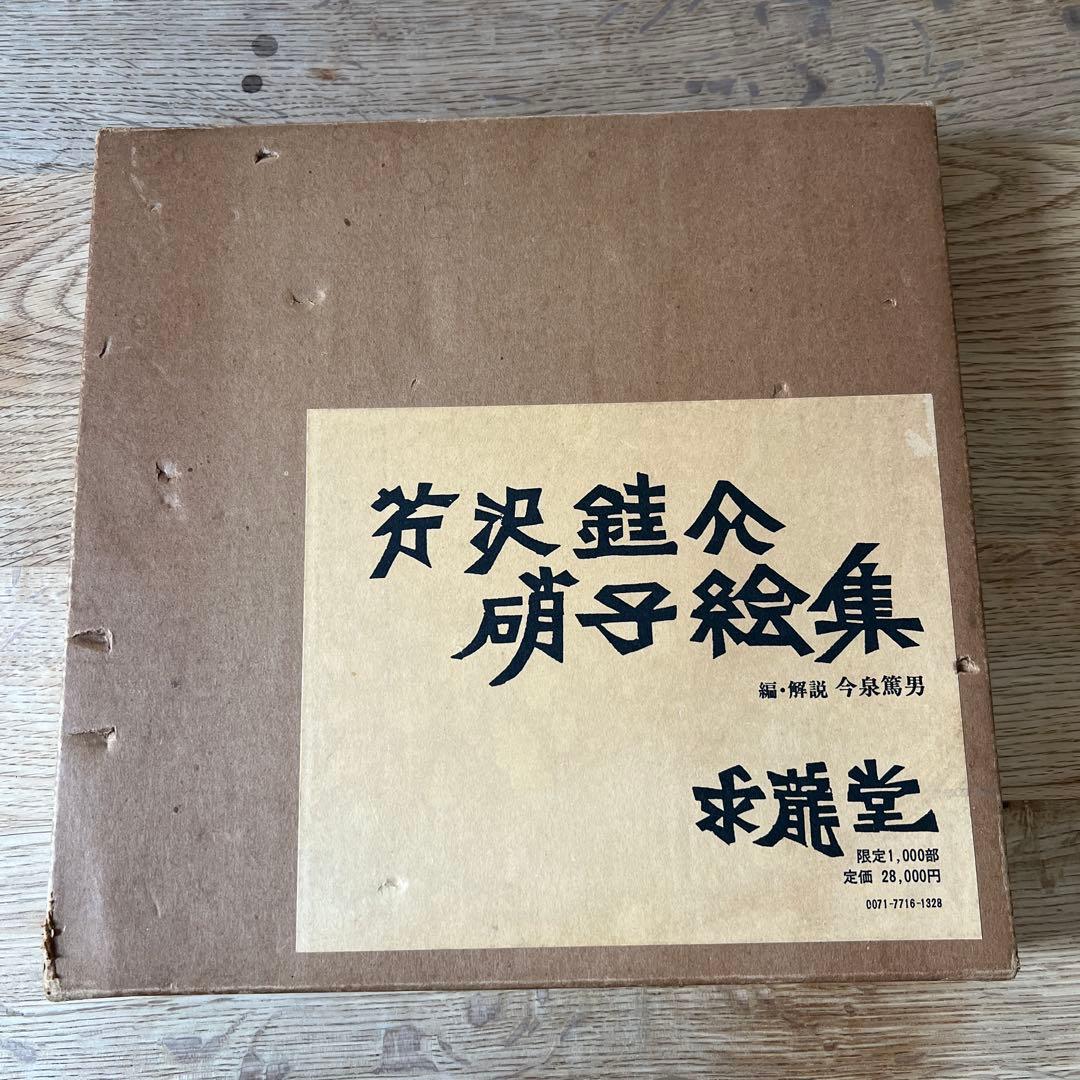 芹沢銈介
硝子絵集
編・解説 今泉篤男
求龍堂
限定1,000部
定価 28,000円
0071-7716-1328